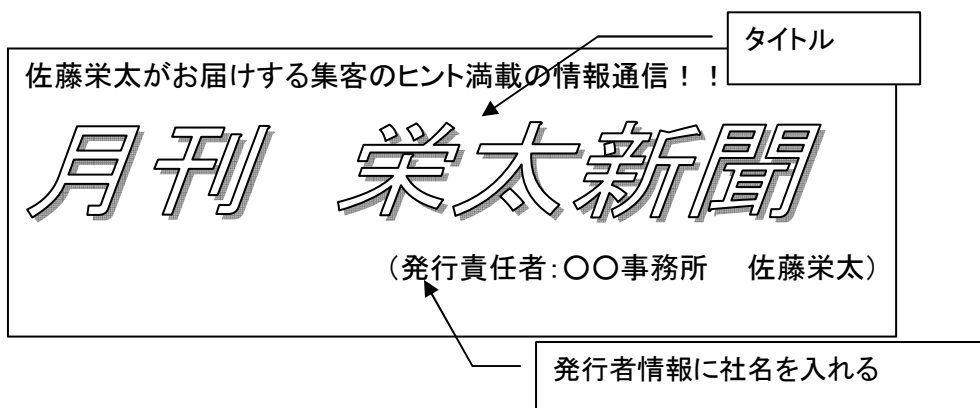 タイトル
佐藤栄太がお届けする集客のヒント満載の情報通信！！
月刊　栄太新聞
（発行責任者：〇〇事務所　佐藤栄太）
発行者情報に社名を入れる